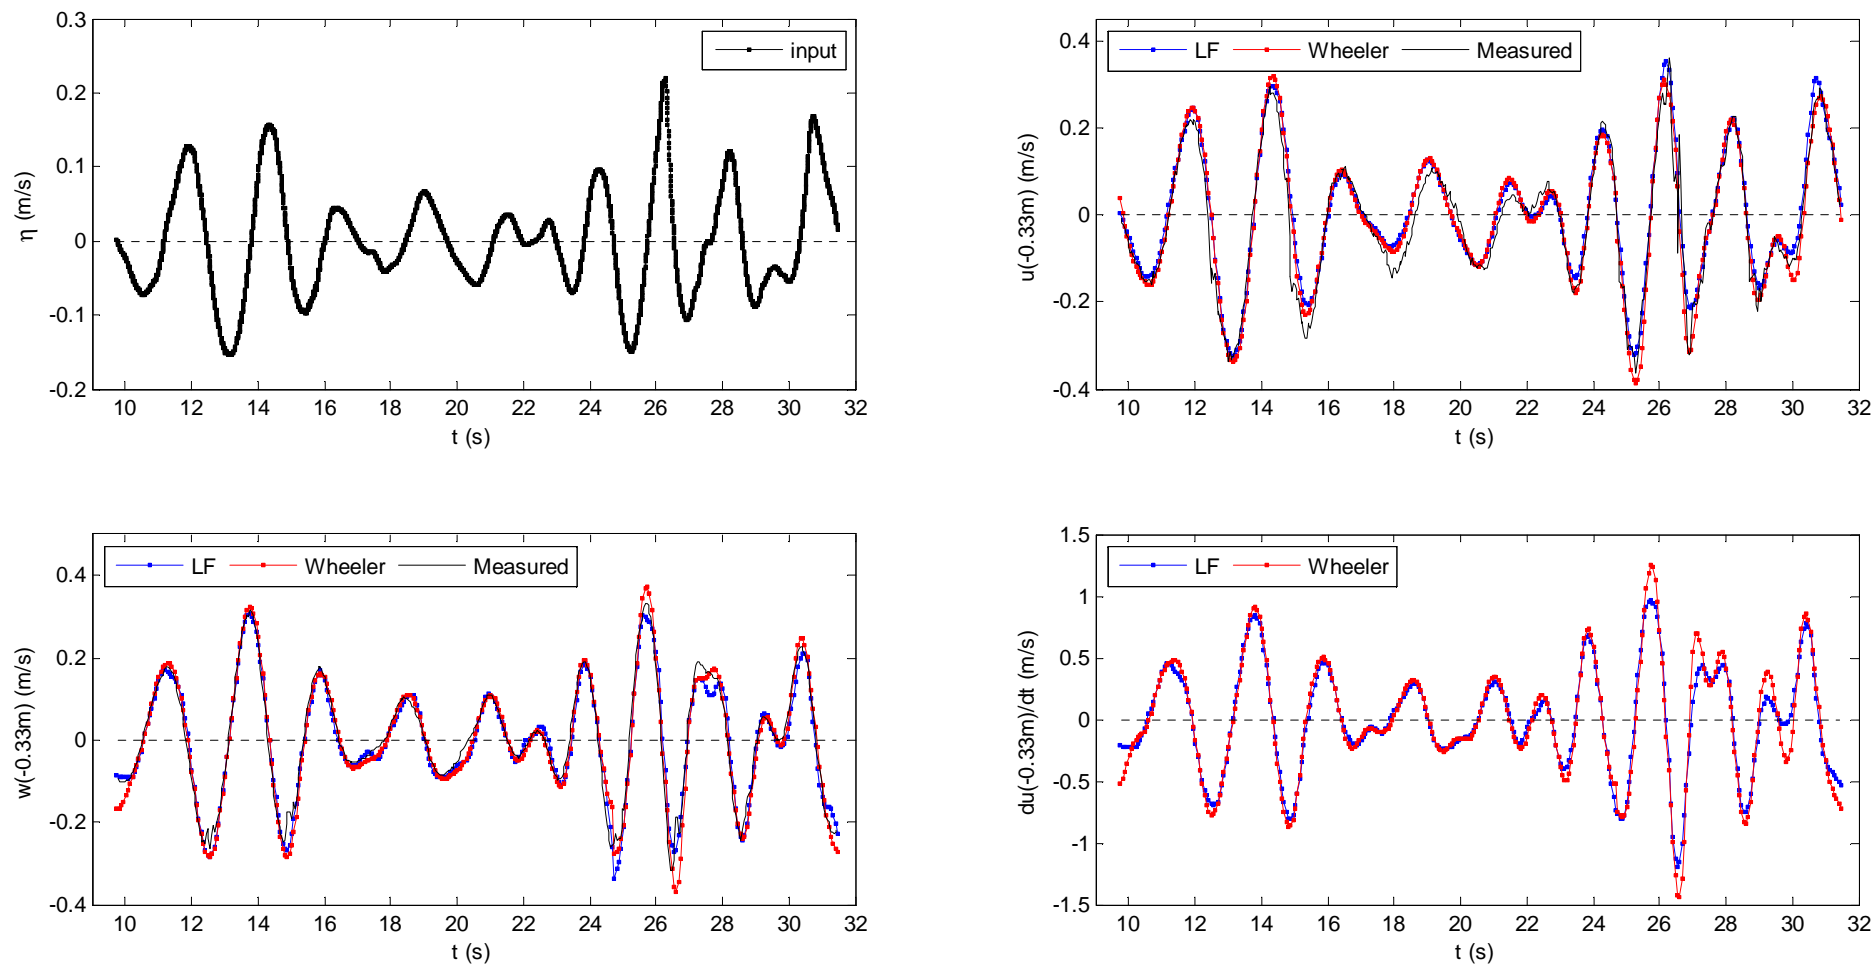 0.3
0.2
0.1
0
-0.1
-0.2
η (m/s)
input
10 12 14 16 18 20 22 24 26 28 30 32
t (s)
0.4
0.2
0
-0.2
-0.4
u(-0.33m) (m/s)
LF Wheeler Measured
10 12 14 16 18 20 22 24 26 28 30 32
t (s)
0.4
0.2
0
-0.2
-0.4
w(-0.33m) (m/s)
LF Wheeler Measured
10 12 14 16 18 20 22 24 26 28 30 32
t (s)
1.5
1
0.5
0
-0.5
-1
-1.5
du(-0.33m)/dt (m/s)
LF Wheeler
10 12 14 16 18 20 22 24 26 28 30 32
t (s)